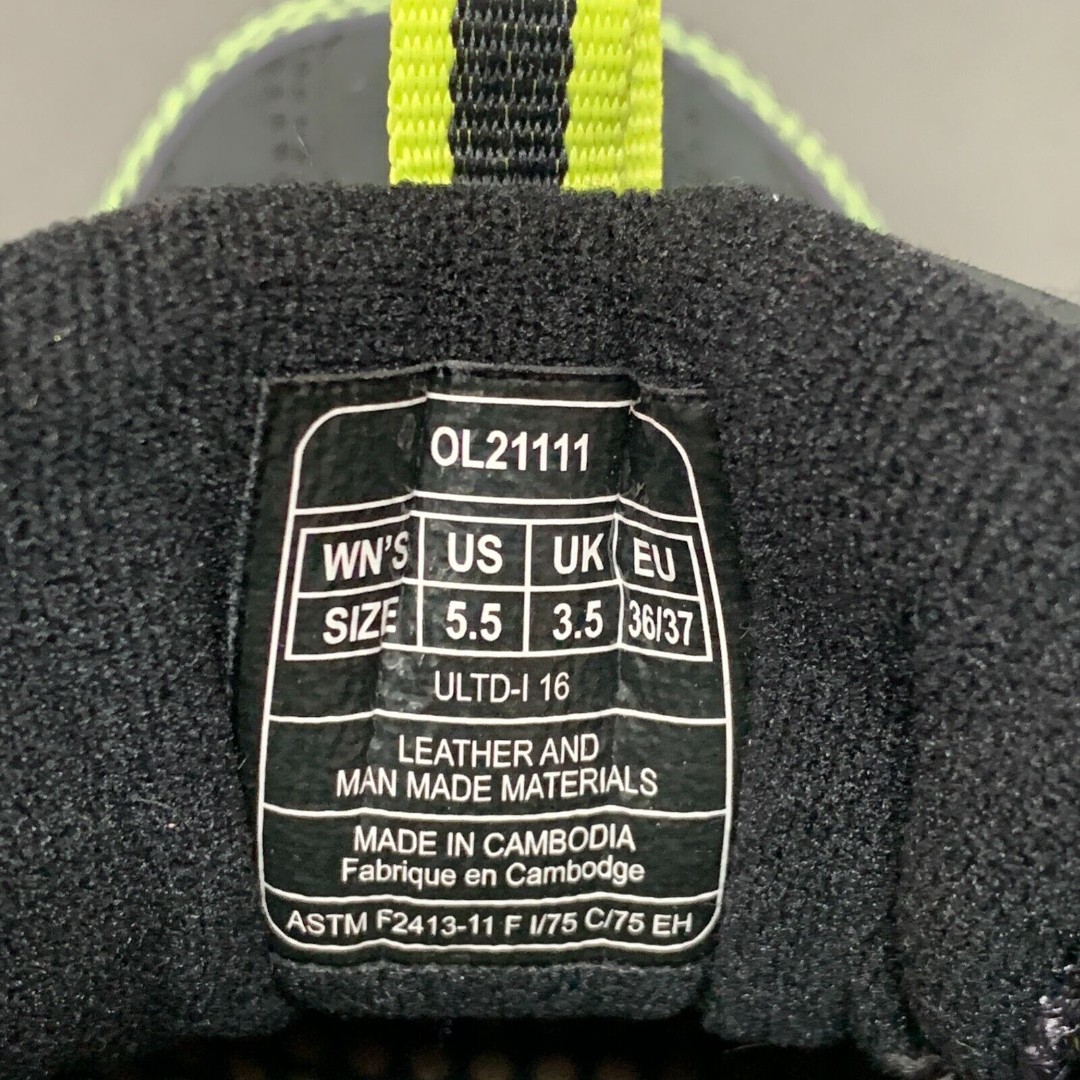 OL21111
WN'S US UK EU
SIZE 5.5 3.5 36/37
ULTD-I 16
LEATHER AND
MAN MADE MATERIALS
MADE IN CAMBODIA
Fabrique en Cambodge
ASTM F2413-11 F I/75 C/75 EH